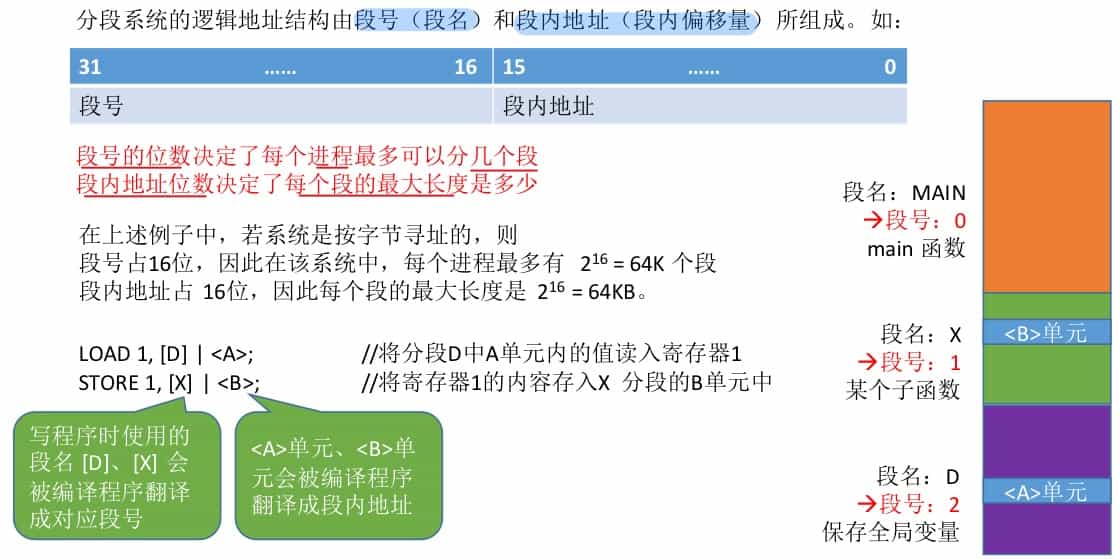 分段系统的逻辑地址结构由段号（段名）和段内地址（段内偏移量）所组成。如:
31 …… 16 15 …… 0
段号 段内地址
段号的位数决定了每个进程最多可以分几个段
段内地址位数决定了每个段的最大长度是多少
在上述例子中，若系统是按字节寻址的，则
段号占16位，因此在该系统中，每个进程最多有 2¹⁶ = 64K 个段
段内地址占 16位，因此每个段的最大长度是 2¹⁶ = 64KB。
LOAD 1, [D] | <A>; //将分段D中A单元内的值读入寄存器1
STORE 1, [X] | <B>; //将寄存器1的内容存入X 分段的B单元中
写程序时使用的
段名 [D]、[X] 会
被编译程序翻译
成对应段号
<A>单元、<B>单
元会被编译程序
翻译成段内地址
段名：MAIN
→段号：0
main 函数
段名：X
→段号：1
某个子函数
<B>单元
段名：D
→段号：2
保存全局变量
<A>单元